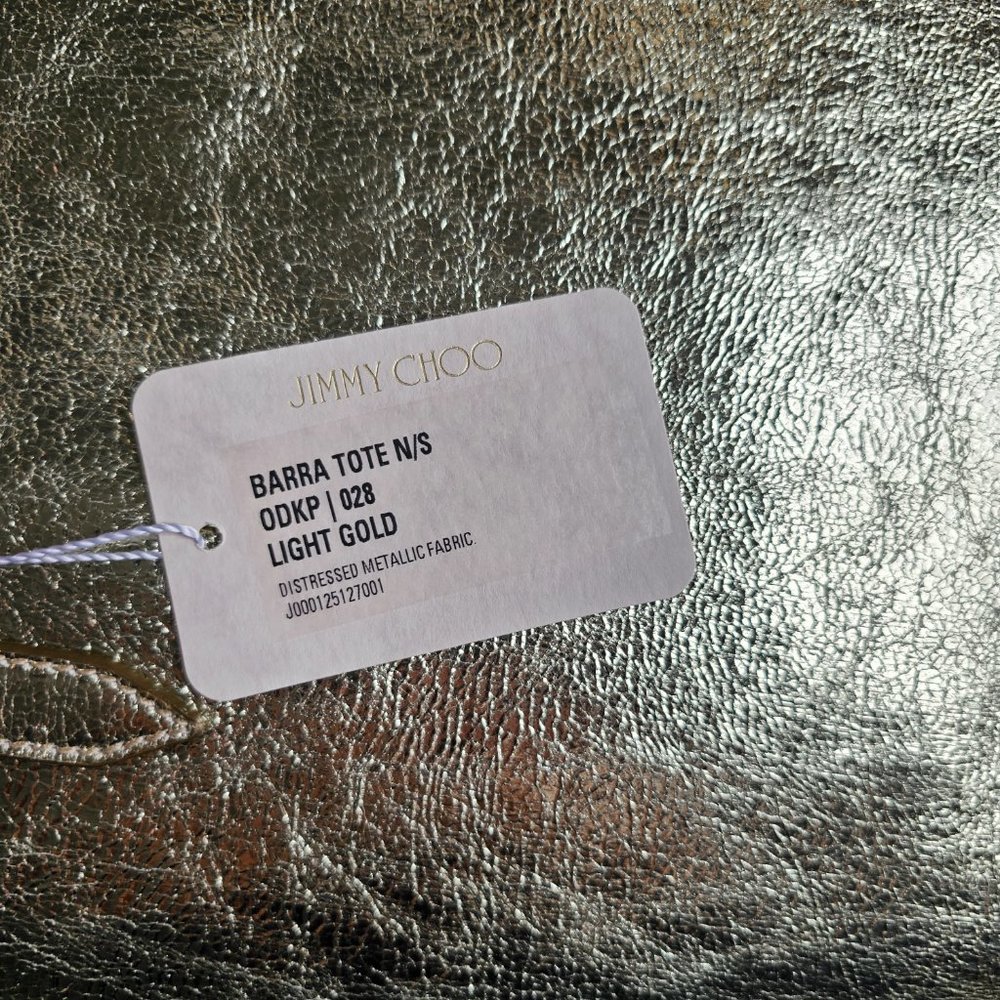 JIMMY CHOO
BARRA TOTE N/S
ODKP | 028
LIGHT GOLD
DISTRESSED METALLIC FABRIC.
J000125127001